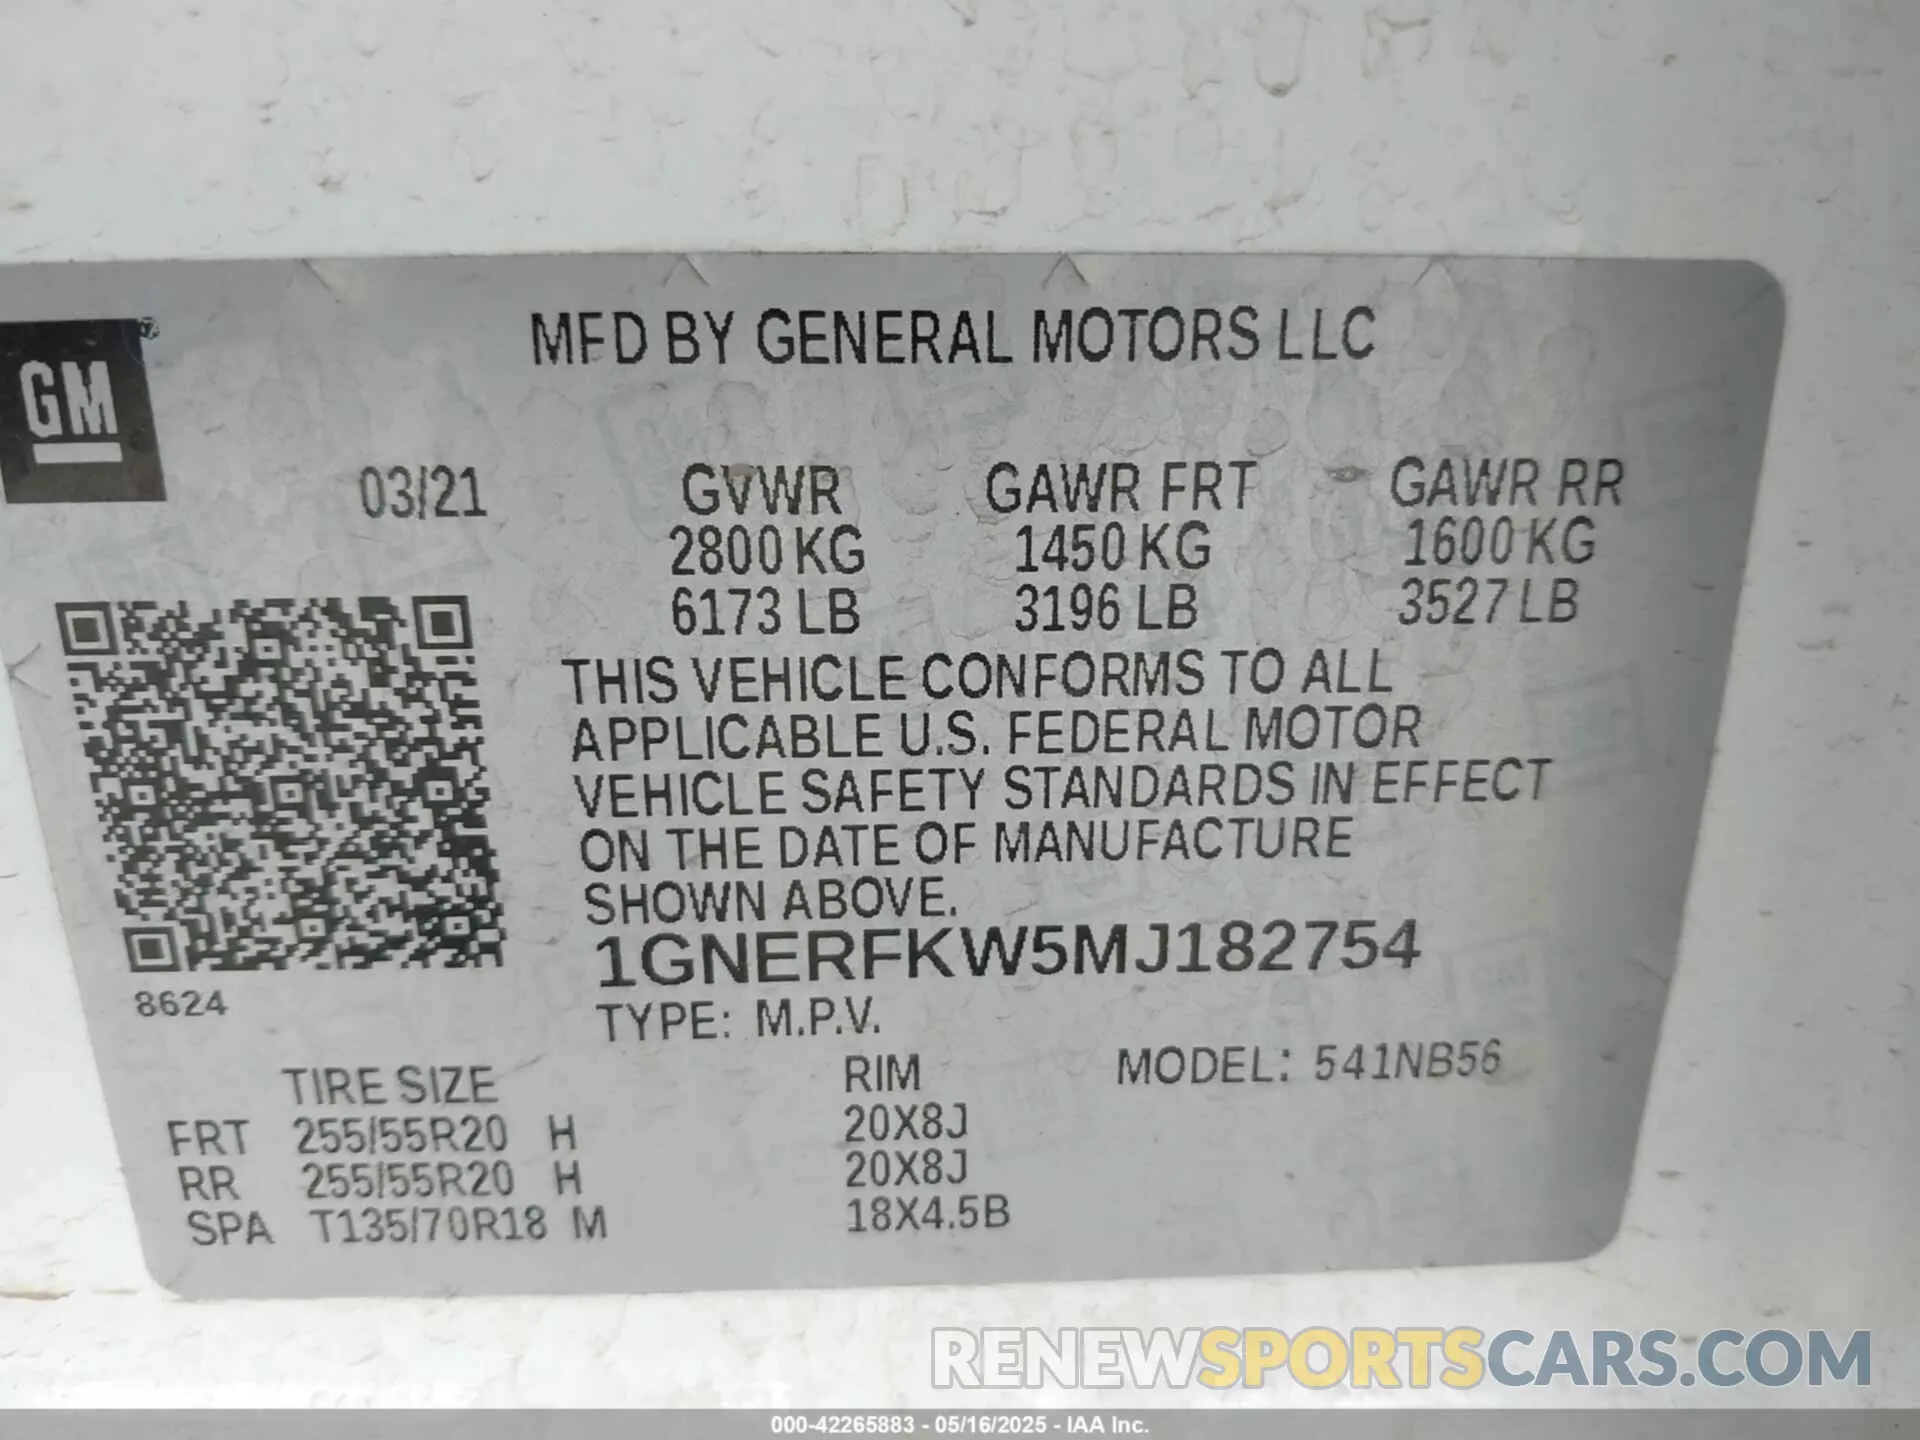 MFD BY GENERAL MOTORS LLC
GM
03/21 GVWR GAWR FRT GAWR RR
2800 KG 1450 KG 1600 KG
6173 LB 3196 LB 3527 LB
THIS VEHICLE CONFORMS TO ALL
APPLICABLE U.S. FEDERAL MOTOR
VEHICLE SAFETY STANDARDS IN EFFECT
ON THE DATE OF MANUFACTURE
SHOWN ABOVE.
1GNERFKW5MJ182754
8624
TYPE: M.P.V.
TIRE SIZE RIM MODEL: 541NB56
FRT 255/55R20 H 20X8J
RR 255/55R20 H 20X8J
SPA T135/70R18 M 18X4.5B
RENEWSPORTSCARS.COM
000-42265883 - 05/16/2025 - IAA Inc.